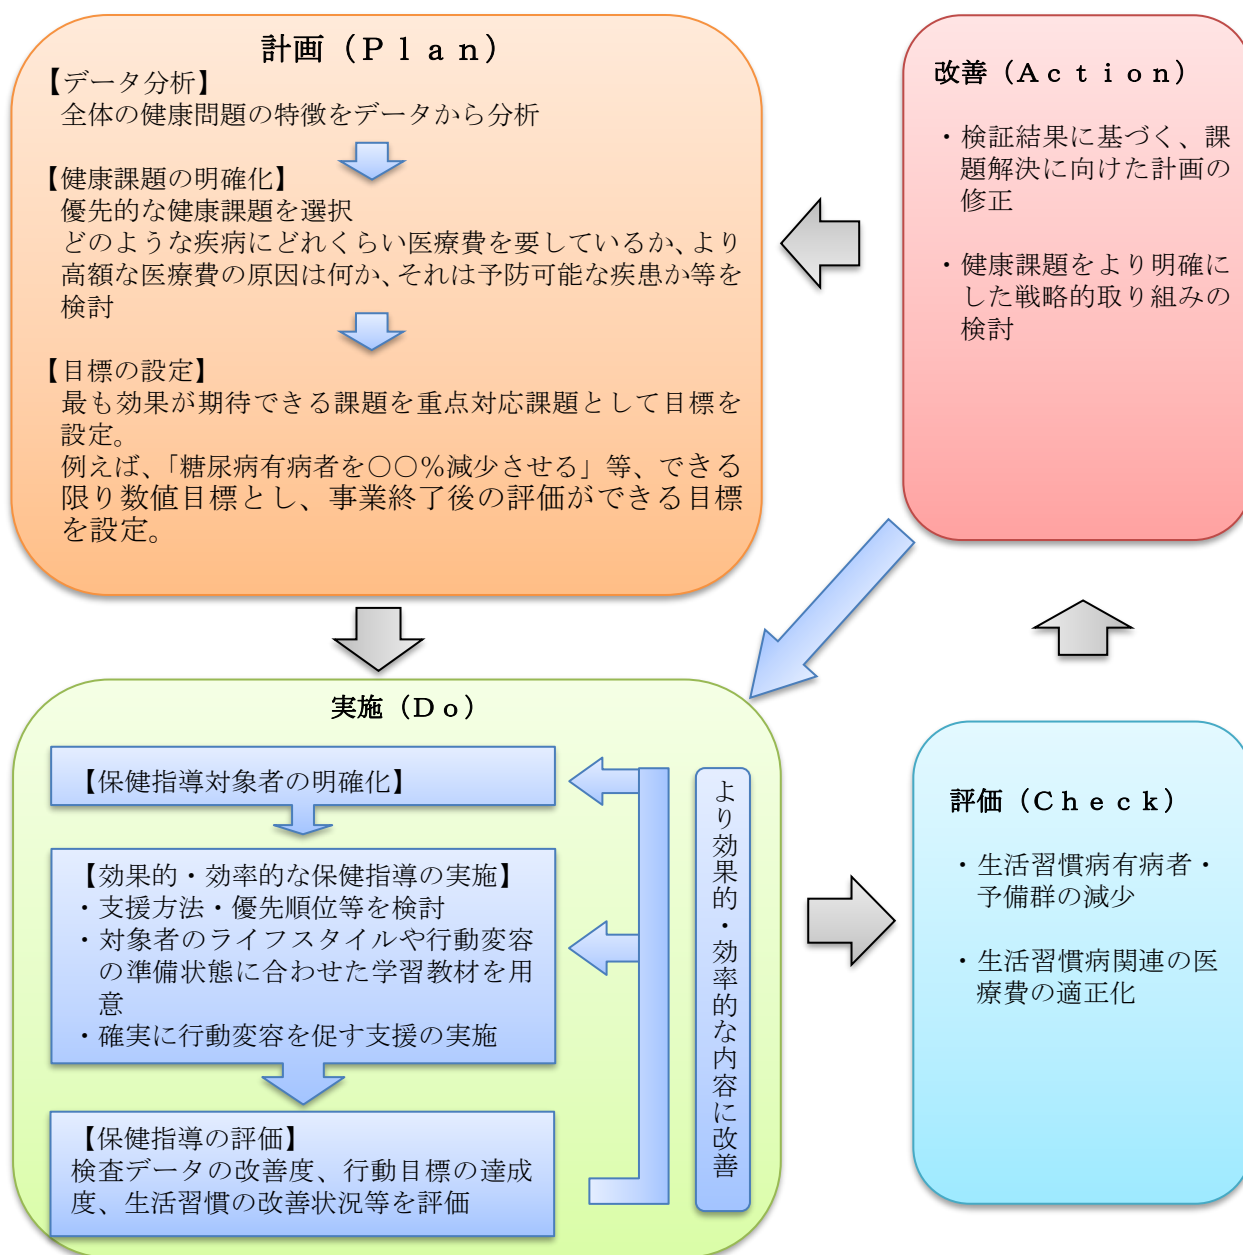 計画（Ｐｌａｎ）
【データ分析】
全体の健康問題の特徴をデータから分析
【健康課題の明確化】
優先的な健康課題を選択
どのような疾病にどれくらい医療費を要しているか、より
高額な医療費の原因は何か、それは予防可能な疾患か等を
検討
【目標の設定】
最も効果が期待できる課題を重点対応課題として目標を
設定。
例えば、「糖尿病有病者を〇〇％減少させる」等、できる
限り数値目標とし、事業終了後の評価ができる目標
を設定。
改善（Ａｃｔｉｏｎ）
・検証結果に基づく、課
題解決に向けた計画の
修正
・健康課題をより明確に
した戦略的取り組みの
検討
実施（Ｄｏ）
【保健指導対象者の明確化】
【効果的・効率的な保健指導の実施】
・支援方法・優先順位等を検討
・対象者のライフスタイルや行動変容
の準備状態に合わせた学習教材を用
意
・確実に行動変容を促す支援の実施
【保健指導の評価】
検査データの改善度、行動目標の達成
度、生活習慣の改善状況等を評価
より効果的・効率的な内容に改善
評価（Ｃｈｅｃｋ）
・生活習慣病有病者・
予備群の減少
・生活習慣病関連の医
療費の適正化